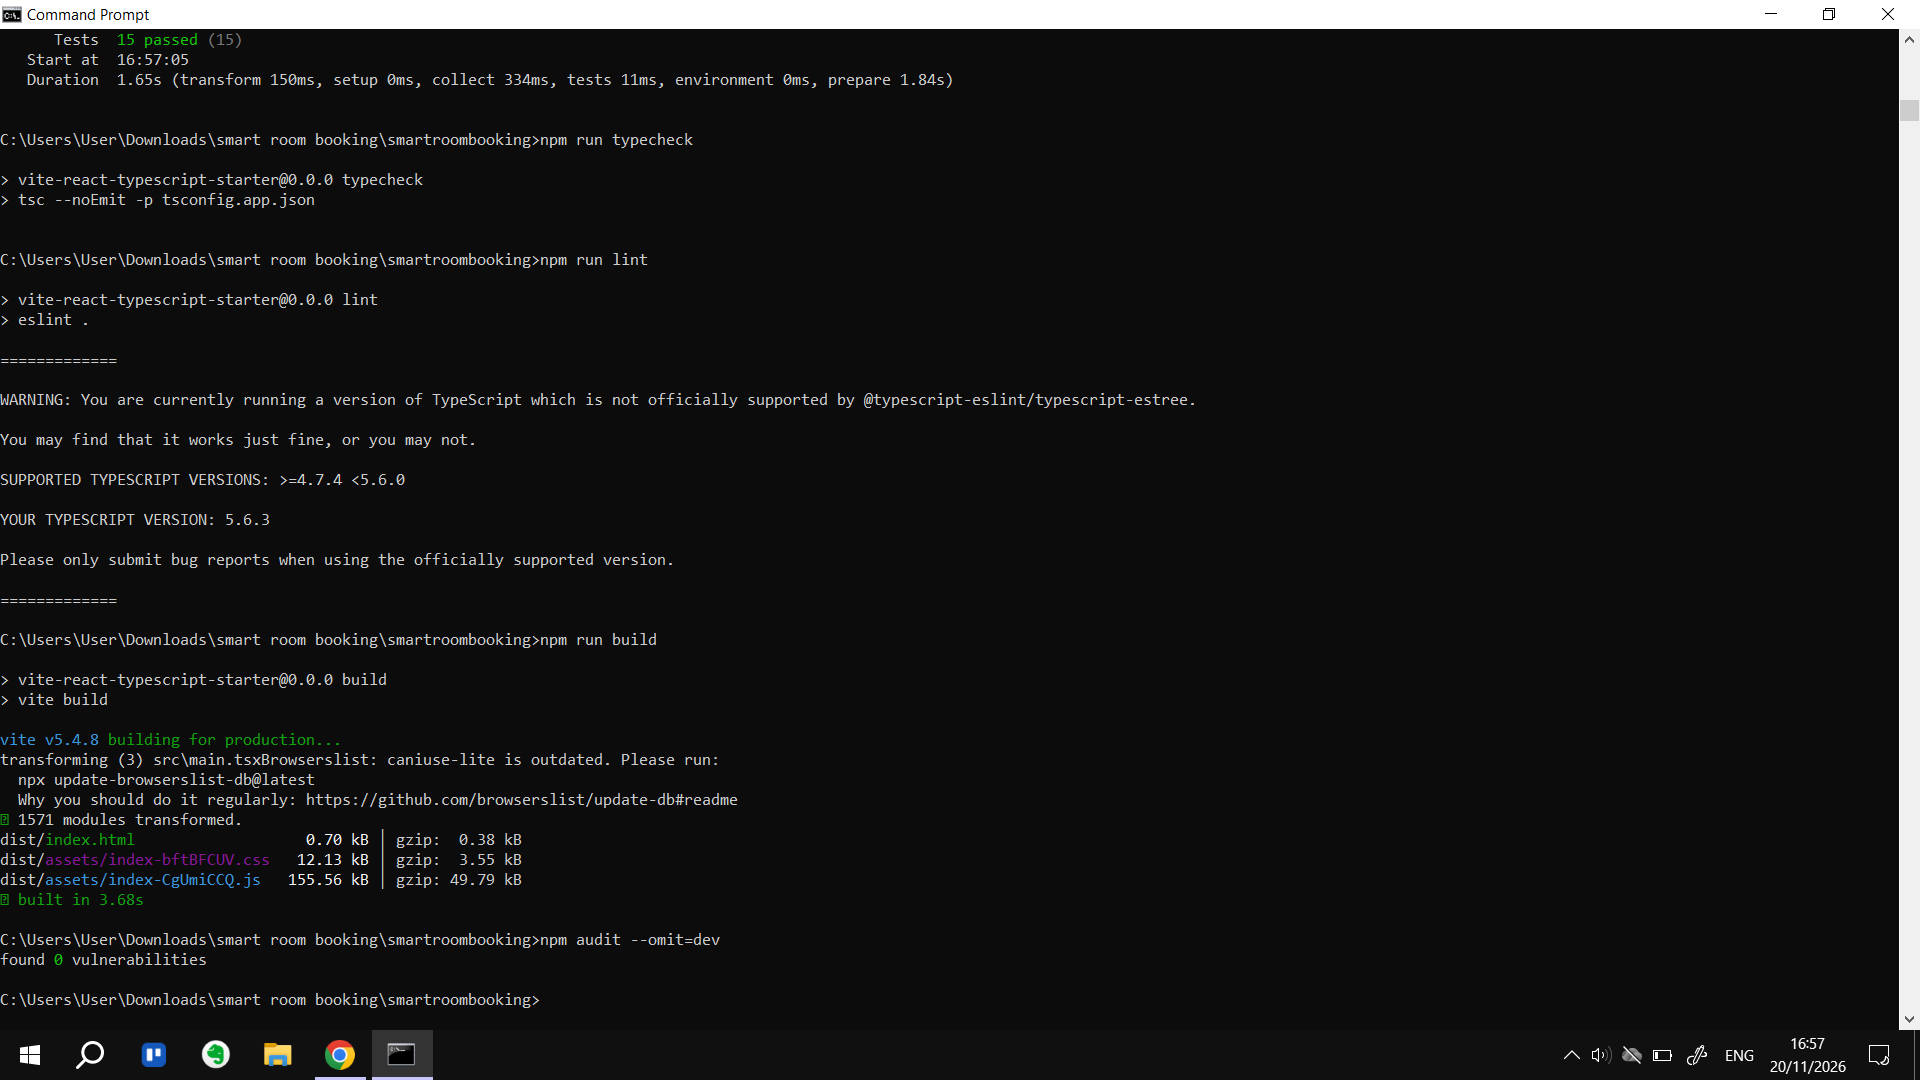 Command Prompt
Tests  15 passed (15)
Start at  16:57:05
Duration  1.65s (transform 150ms, setup 0ms, collect 334ms, tests 11ms, environment 0ms, prepare 1.84s)
C:\Users\User\Downloads\smart room booking\smartroombooking>npm run typecheck
> vite-react-typescript-starter@0.0.0 typecheck
> tsc --noEmit -p tsconfig.app.json
C:\Users\User\Downloads\smart room booking\smartroombooking>npm run lint
> vite-react-typescript-starter@0.0.0 lint
> eslint .
=============
WARNING: You are currently running a version of TypeScript which is not officially supported by @typescript-eslint/typescript-estree.
You may find that it works just fine, or you may not.
SUPPORTED TYPESCRIPT VERSIONS: >=4.7.4 <5.6.0
YOUR TYPESCRIPT VERSION: 5.6.3
Please only submit bug reports when using the officially supported version.
=============
C:\Users\User\Downloads\smart room booking\smartroombooking>npm run build
> vite-react-typescript-starter@0.0.0 build
> vite build
vite v5.4.8 building for production...
transforming (3) src\main.tsxBrowserslist: caniuse-lite is outdated. Please run:
npx update-browserslist-db@latest
Why you should do it regularly: https://github.com/browserslist/update-db#readme
1571 modules transformed.
dist/index.html                   0.70 kB │ gzip:  0.38 kB
dist/assets/index-bftBFCUV.css   12.13 kB │ gzip:  3.55 kB
dist/assets/index-CgUmiCCQ.js   155.56 kB │ gzip: 49.79 kB
built in 3.68s
C:\Users\User\Downloads\smart room booking\smartroombooking>npm audit --omit=dev
found 0 vulnerabilities
C:\Users\User\Downloads\smart room booking\smartroombooking>
ENG
16:57
20/11/2026